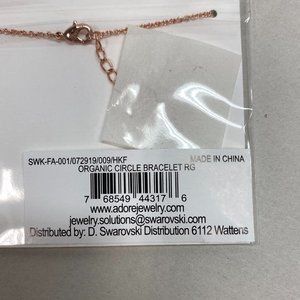 SWK-FA-001/072919/009/HKF MADE IN CHINA
ORGANIC CIRCLE BRACELET RG
7 68549 44317 6
www.adorejewelry.com
jewelry.solutions@swarovski.com
Distributed by: D. Swarovski Distribution 6112 Wattens